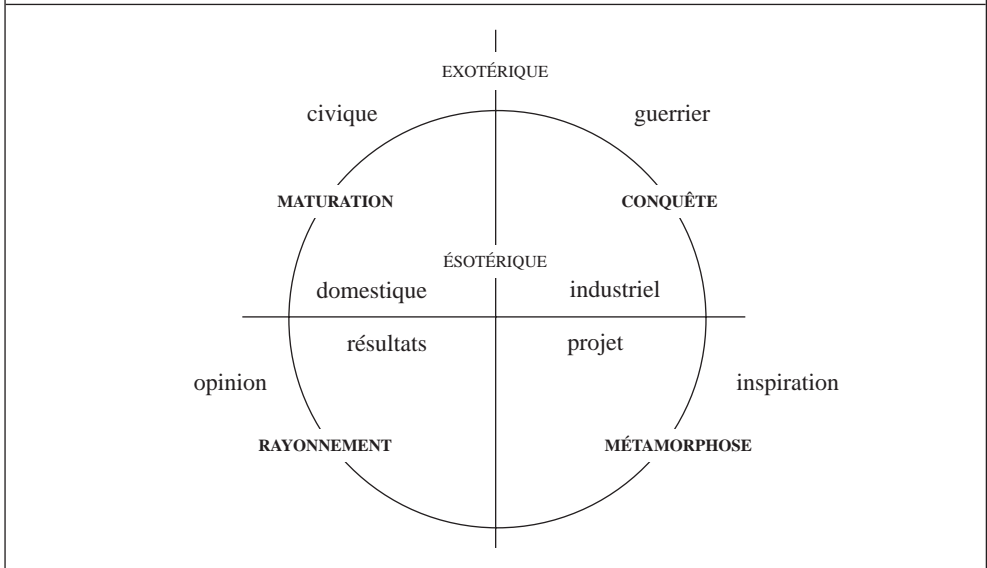 EXOTÉRIQUE
civique guerrier
MATURATION CONQUÊTE
ÉSOTÉRIQUE
domestique industriel
résultats projet
opinion inspiration
RAYONNEMENT MÉTAMORPHOSE